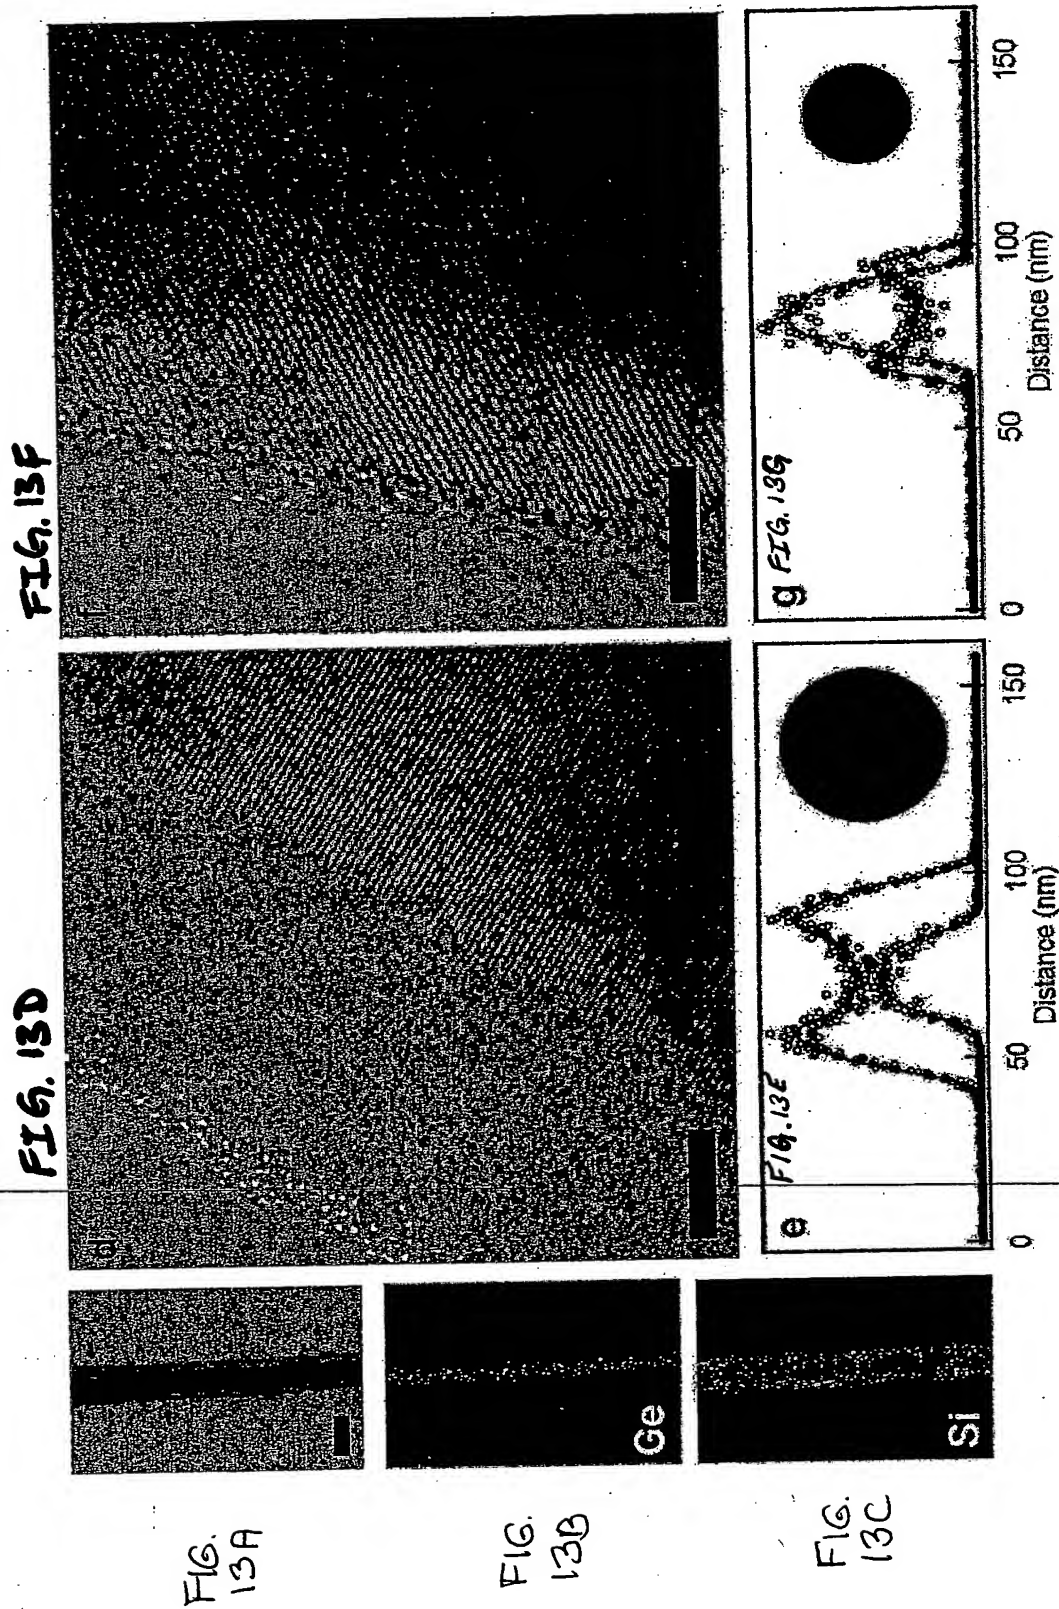 FIG.
13A
FIG.
13B
Ge
FIG.
13C
Si
FIG. 13D
d
FIG. 13F
f
e
FIG. 13E
0
50
100
150
Distance (nm)
g
FIG. 13G
0
50
100
150
Distance (nm)